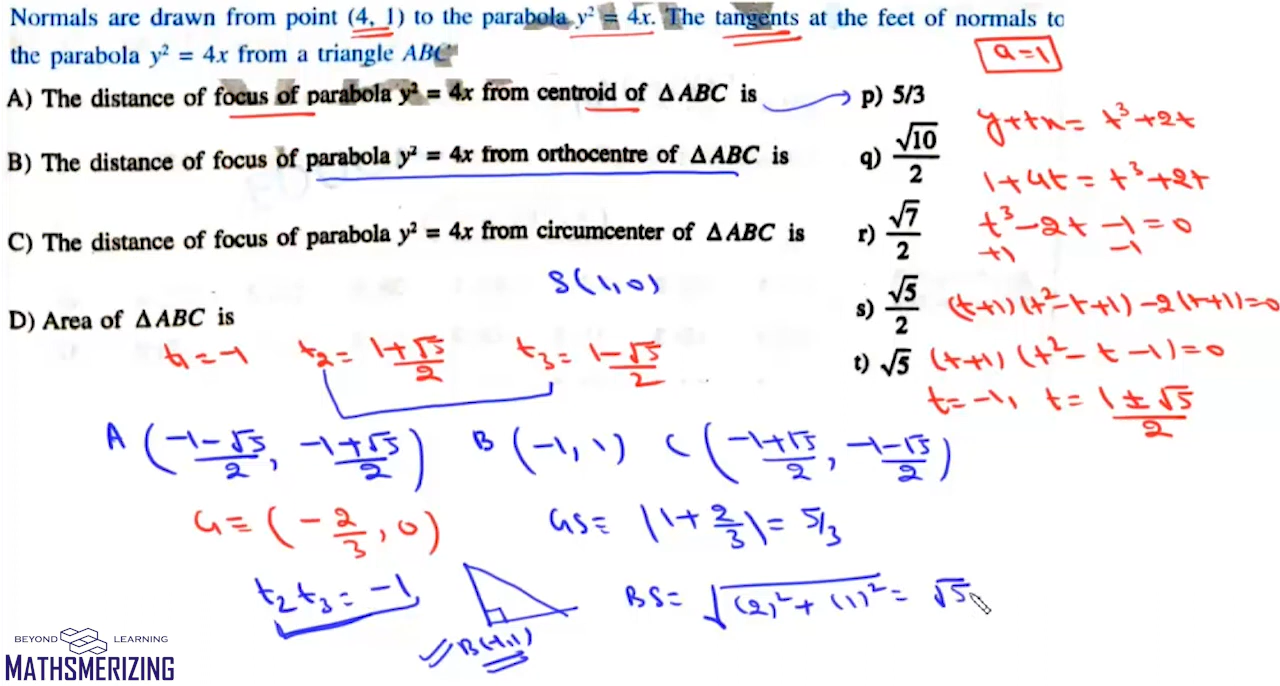 Normals are drawn from point (4, 1) to the parabola y² = 4x. The tangents at the feet of normals to
the parabola y² = 4x from a triangle ABC
a=1
A) The distance of focus of parabola y² = 4x from centroid of ΔABC is
p) 5/3
y+tx = t³+2t
B) The distance of focus of parabola y² = 4x from orthocentre of ΔABC is
q) √10/2
1+4t = t³+2t
C) The distance of focus of parabola y² = 4x from circumcenter of ΔABC is
r) √7/2
t³-2t-1=0
+1 -1
S(1,0)
D) Area of ΔABC is
s) √5/2
(t+1)(t²-t+1)-2(t+1)=0
t₁=-1 t₂= 1+√5/2 t₃= 1-√5/2
t) √5
(t+1)(t²-t-1)=0
t=-1, t= 1±√5/2
A (-1-√5/2, -1+√5/2) B (-1,1) C (-1+√5/2, -1-√5/2)
G ≡ (-2/3, 0) GS= |1+2/3| = 5/3
t₂t₃=-1 BS= √(2)²+(1)² = √5
B(-1,1)
BEYOND LEARNING
MATHSMERIZING